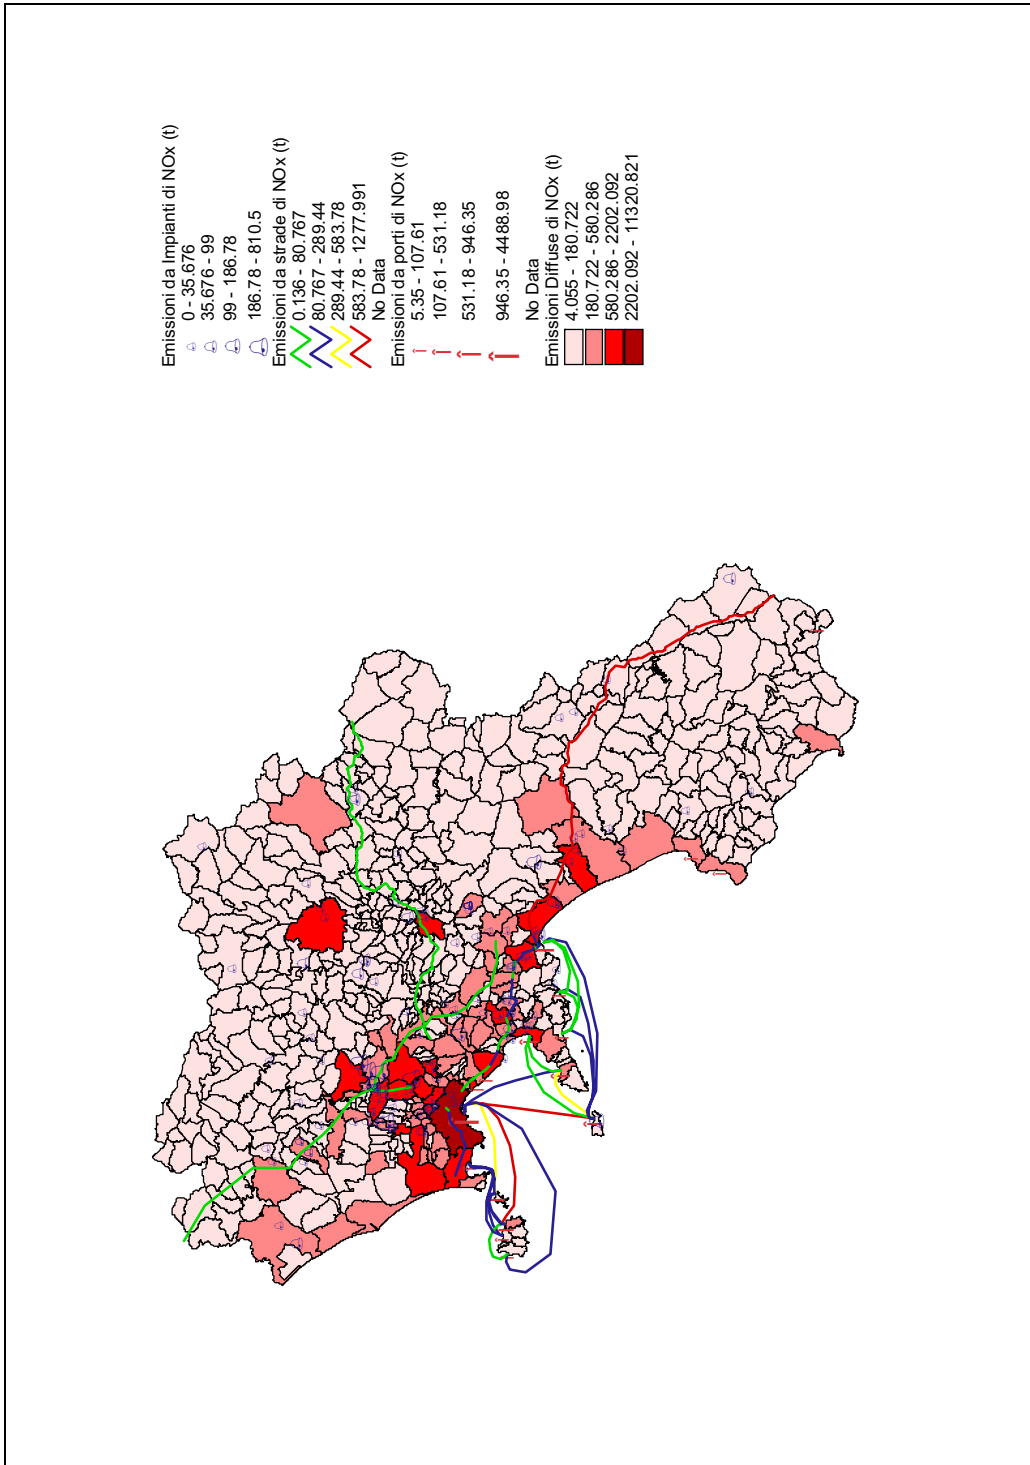 Emissioni da Impianti di NOx (t)
0 - 35.676
35.676 - 99
99 - 186.78
186.78 - 810.5
Emissioni da strade di NOx (t)
0.136 - 80.767
80.767 - 289.44
289.44 - 583.78
583.78 - 1277.991
No Data
Emissioni da porti di NOx (t)
5.35 - 107.61
107.61 - 531.18
531.18 - 946.35
946.35 - 4488.98
No Data
Emissioni Diffuse di NOx (t)
4.055 - 180.722
180.722 - 580.286
580.286 - 2202.092
2202.092 - 11320.821